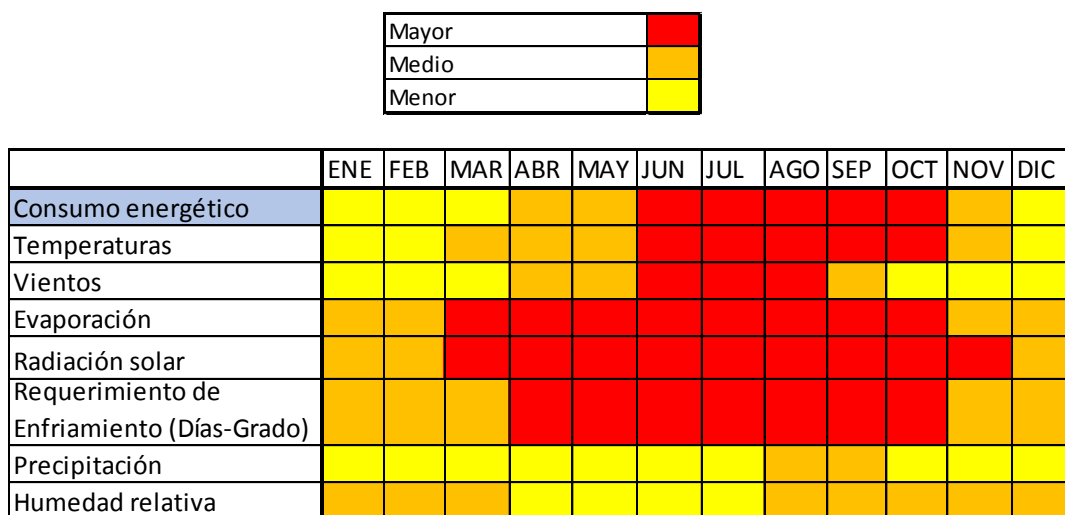 Mayor
Medio
Menor
ENE FEB MAR ABR MAY JUN JUL AGO SEP OCT NOV DIC
Consumo energético
Temperaturas
Vientos
Evaporación
Radiación solar
Requerimiento de
Enfriamiento (Días-Grado)
Precipitación
Humedad relativa